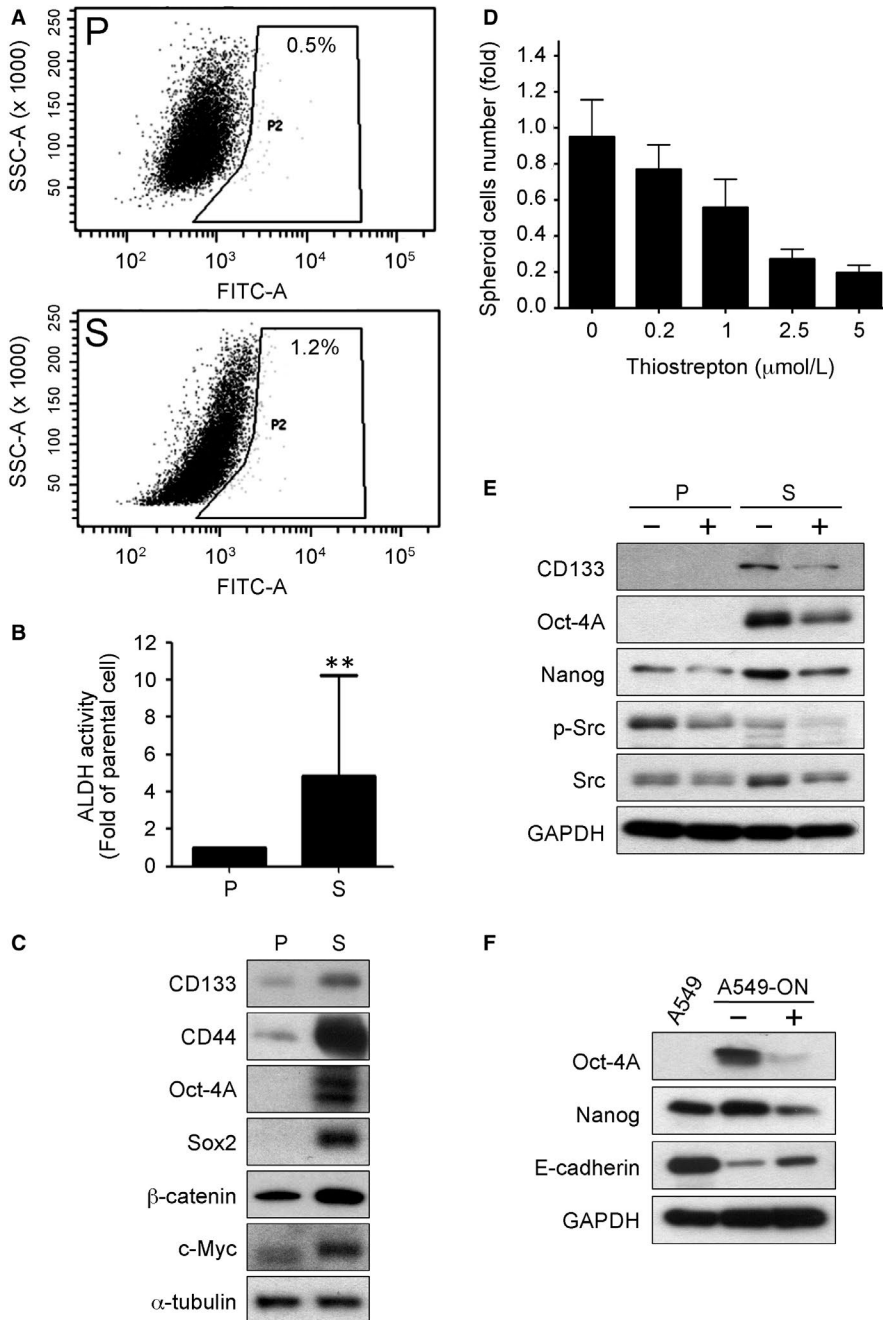 A
P
0.5%
P2
SSC-A (x 1000)
250
200
150
100
50
10² 10³ 10⁴ 10⁵
FITC-A
S
1.2%
P2
SSC-A (x 1000)
250
200
150
100
50
10² 10³ 10⁴ 10⁵
FITC-A
B
ALDH activity
(Fold of parental cell)
12
10
8
6
4
2
0
**
P S
C
P S
CD133
CD44
Oct-4A
Sox2
β-catenin
c-Myc
α-tubulin
D
Spheroid cells number (fold)
1.4
1.2
1.0
0.8
0.6
0.4
0.2
0.0
0 0.2 1 2.5 5
Thiostrepton (μmol/L)
E
P S
− + − +
CD133
Oct-4A
Nanog
p-Src
Src
GAPDH
F
A549 A549-ON
− +
Oct-4A
Nanog
E-cadherin
GAPDH